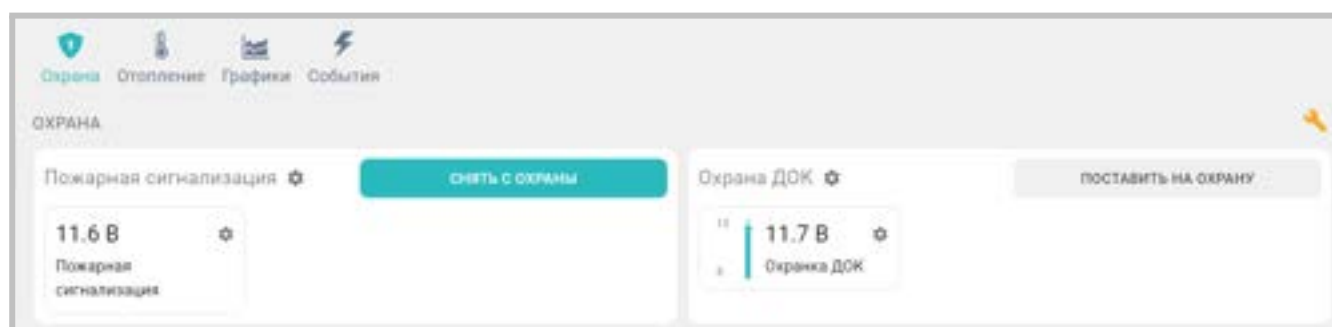 Охрана Отопление Графики События
ОХРАНА
Пожарная сигнализация СНЯТЬ С ОХРАНЫ Охрана ДОК ПОСТАВИТЬ НА ОХРАНУ
11.6 В
Пожарная
сигнализация
11.7 В
Охранка ДОК